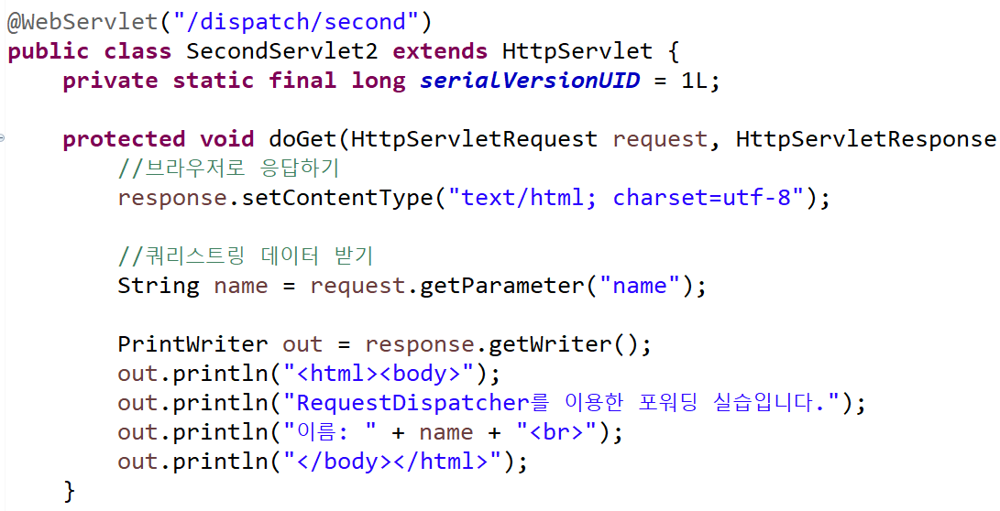 @WebServlet("/dispatch/second")
public class SecondServlet2 extends HttpServlet {
private static final long serialVersionUID = 1L;
protected void doGet(HttpServletRequest request, HttpServletResponse
//브라우저로 응답하기
response.setContentType("text/html; charset=utf-8");
//쿼리스트링 데이터 받기
String name = request.getParameter("name");
PrintWriter out = response.getWriter();
out.println("<html><body>");
out.println("RequestDispatcher를 이용한 포워딩 실습입니다.");
out.println("이름: " + name + "<br>");
out.println("</body></html>");
}